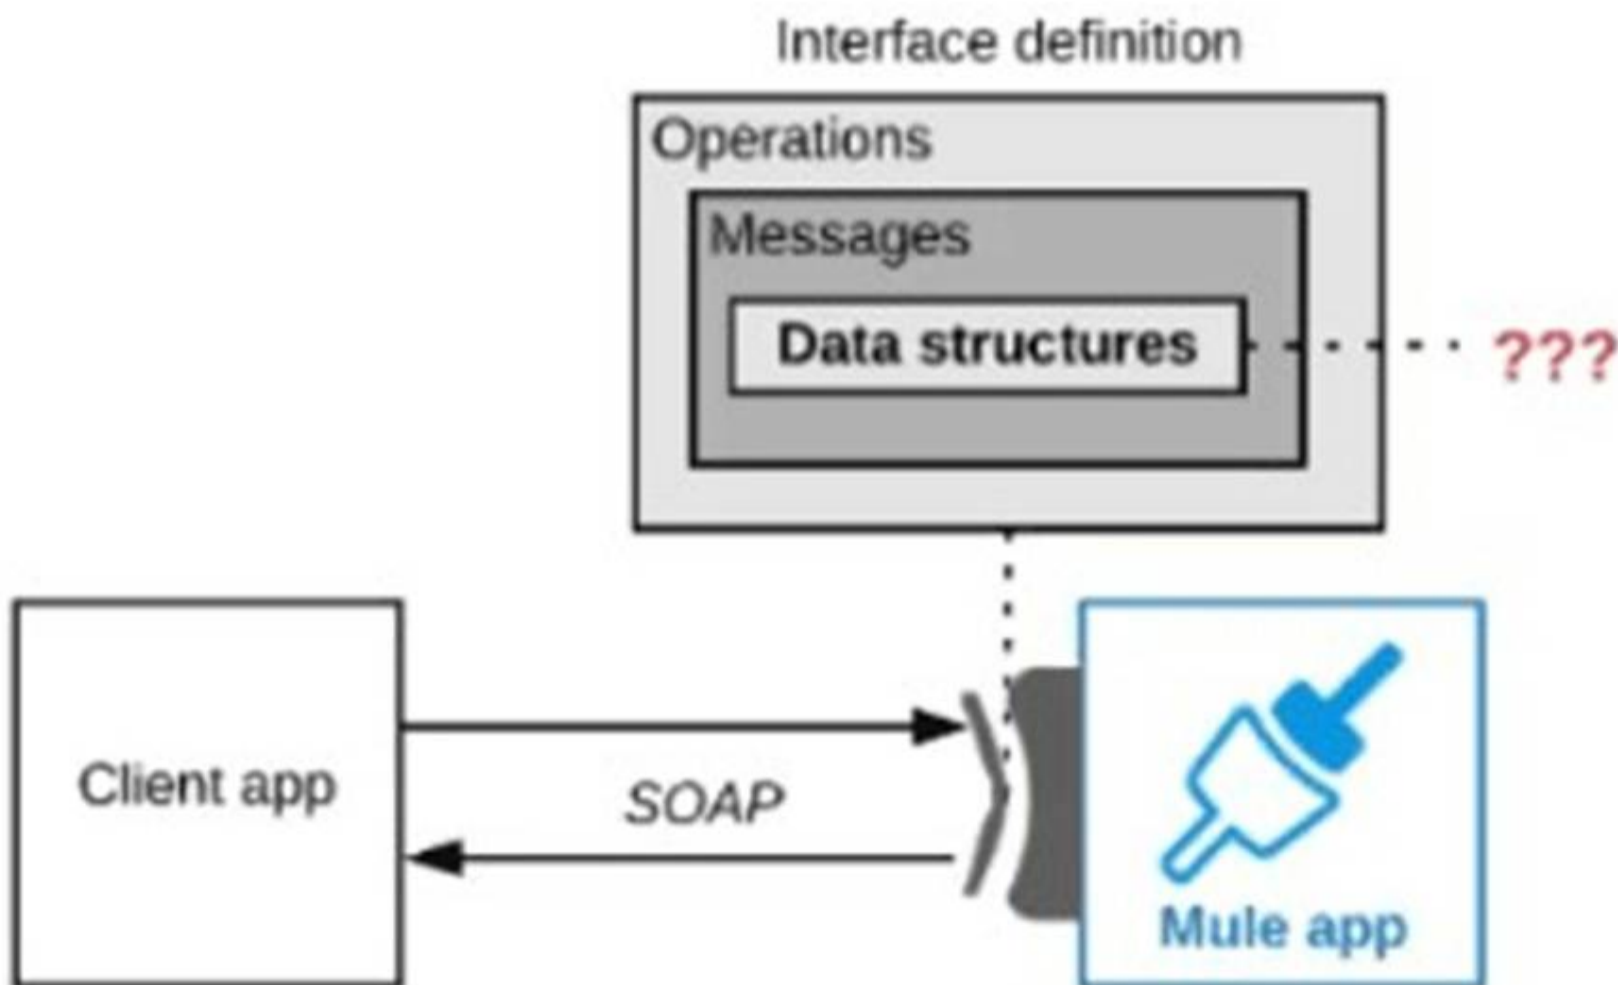 Interface definition
Operations
Messages
Data structures
???
Client app
SOAP
Mule app